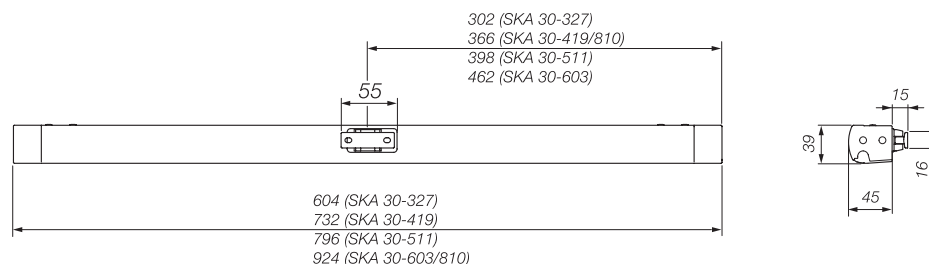 302 (SKA 30-327)
366 (SKA 30-419/810)
398 (SKA 30-511)
462 (SKA 30-603)
55
15
39
16
45
604 (SKA 30-327)
732 (SKA 30-419)
796 (SKA 30-511)
924 (SKA 30-603/810)